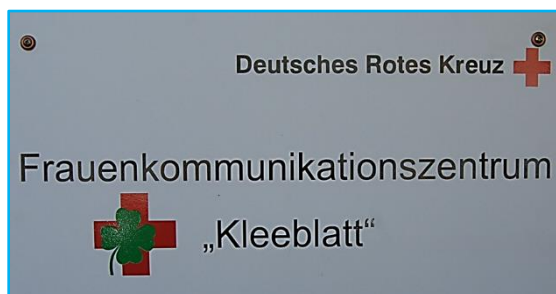 Deutsches Rotes Kreuz
Frauenkommunikationszentrum
„Kleeblatt“